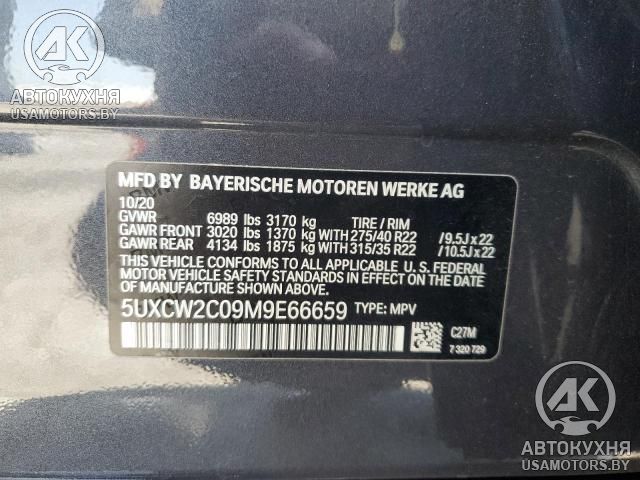 АК
АВТОКУХНЯ
USAMOTORS.BY
MFD BY BAYERISCHE MOTOREN WERKE AG
10/20
GVWR 6989 lbs 3170 kg TIRE / RIM
GAWR FRONT 3020 lbs 1370 kg WITH 275/40 R22 /9.5J x 22
GAWR REAR 4134 lbs 1875 kg WITH 315/35 R22 /10.5J x 22
THIS VEHICLE CONFORMS TO ALL APPLICABLE U. S. FEDERAL
MOTOR VEHICLE SAFETY STANDARDS IN EFFECT ON THE
DATE OF MANUFACTURE SHOWN ABOVE.
5UXCW2C09M9E66659 TYPE: MPV
C27M
7 320 729
АК
АВТОКУХНЯ
USAMOTORS.BY